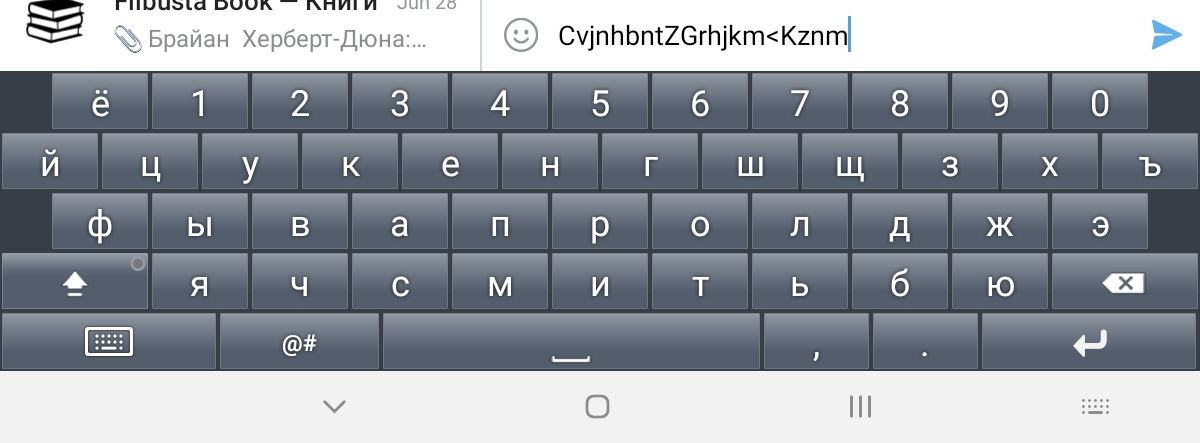 Flibusta Book — Книги Jun 28
Брайан Херберт-Дюна:...
CvjnhbntZGrhjkm<Kznm
ё 1 2 3 4 5 6 7 8 9 0
й ц у к е н г ш щ з х ъ
ф ы в а п р о л д ж э
я ч с м и т ь б ю
@# , .